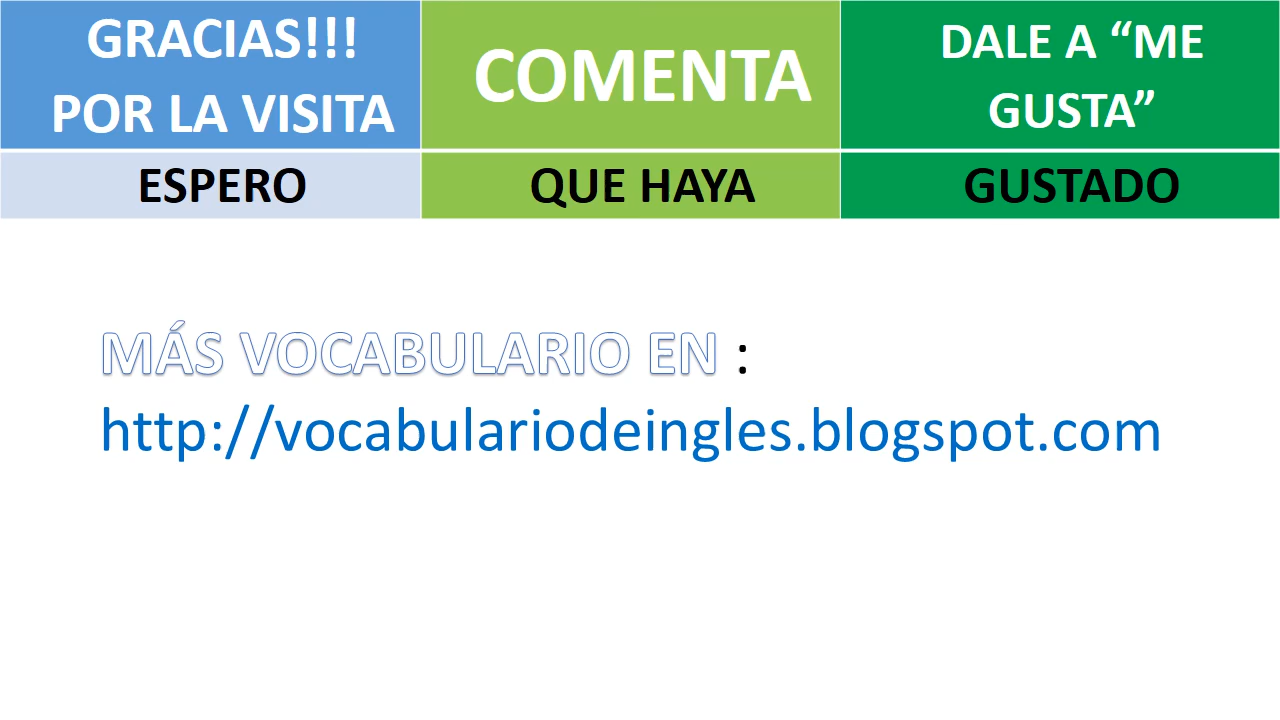 GRACIAS!!!
POR LA VISITA
COMENTA
DALE A “ME
GUSTA”
ESPERO
QUE HAYA
GUSTADO
MÁS VOCABULARIO EN :
http://vocabulariodeingles.blogspot.com